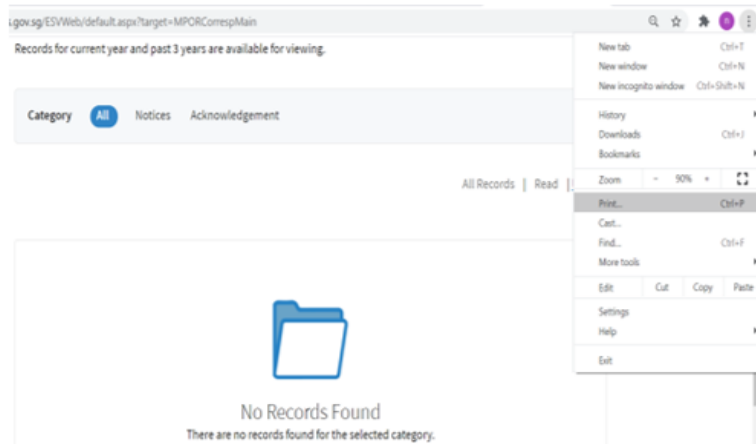 .gov.sg/ESVWeb/default.aspx?target=MPORCorrespMain
Records for current year and past 3 years are available for viewing.
Category All Notices Acknowledgement
All Records | Read |
No Records Found
There are no records found for the selected category.
n
New tab Ctrl+T
New window Ctrl+N
New incognito window Ctrl+Shift+N
History
Downloads Ctrl+J
Bookmarks
Zoom - 90% +
Print... Ctrl+P
Cast...
Find... Ctrl+F
More tools
Edit Cut Copy Paste
Settings
Help
Exit